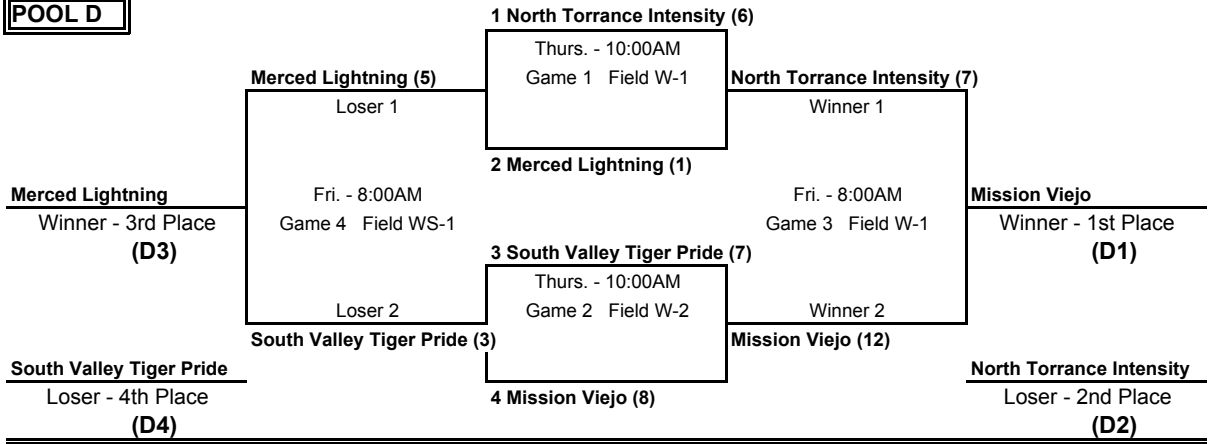 POOL D
1 North Torrance Intensity (6)
Thurs. - 10:00AM
Merced Lightning (5)
Game 1 Field W-1
North Torrance Intensity (7)
Loser 1
Winner 1
2 Merced Lightning (1)
Merced Lightning
Fri. - 8:00AM
Fri. - 8:00AM
Mission Viejo
Winner - 3rd Place
Game 4 Field WS-1
Game 3 Field W-1
Winner - 1st Place
(D3)
3 South Valley Tiger Pride (7)
(D1)
Thurs. - 10:00AM
Loser 2
Game 2 Field W-2
Winner 2
South Valley Tiger Pride (3)
Mission Viejo (12)
South Valley Tiger Pride
North Torrance Intensity
Loser - 4th Place
4 Mission Viejo (8)
Loser - 2nd Place
(D4)
(D2)